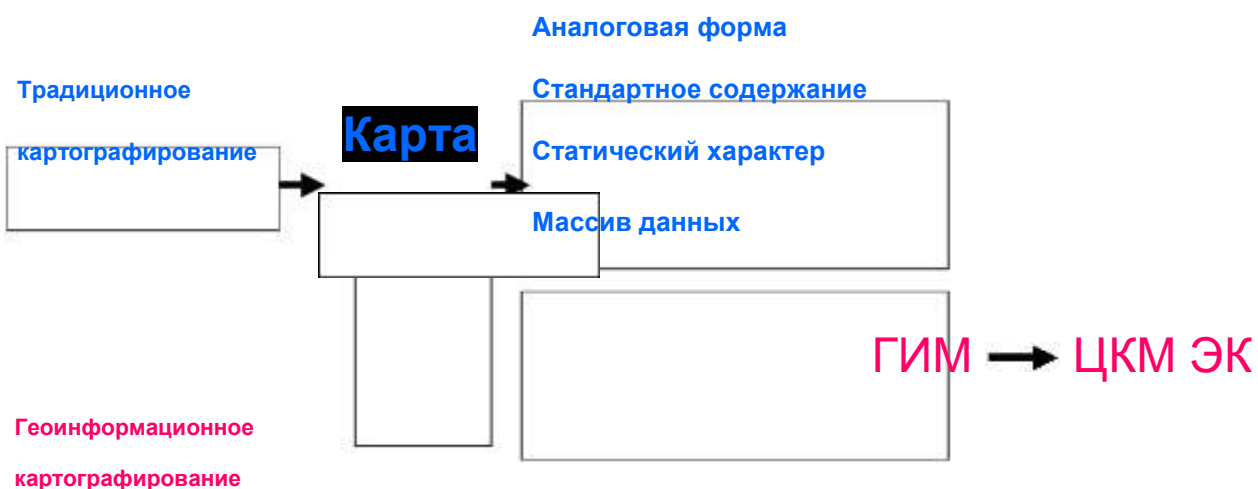 Аналоговая форма
Традиционное
Стандартное содержание
Карта
картографирование
Статический характер
Массив данных
ГИМ ЦКМ ЭК
Геоинформационное
картографирование